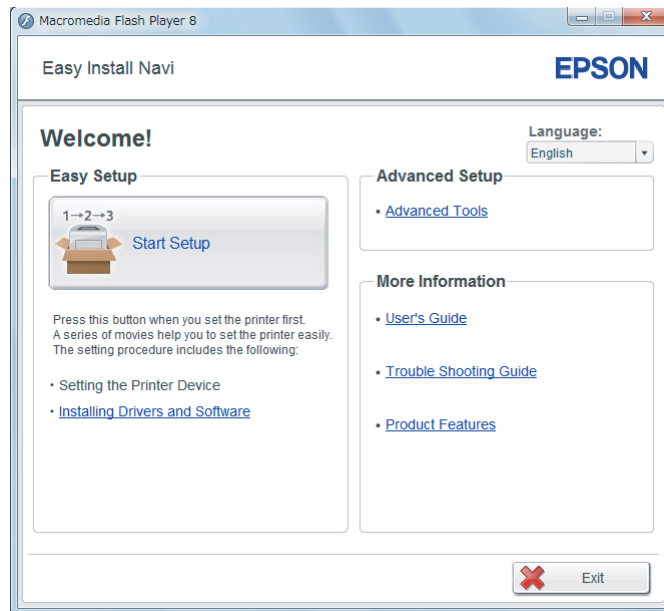 Macromedia Flash Player 8
Easy Install Navi
EPSON
Welcome!
Language:
English
Easy Setup
1→2→3
Start Setup
Press this button when you set the printer first.
A series of movies help you to set the printer easily.
The setting procedure includes the following:
• Setting the Printer Device
• Installing Drivers and Software
Advanced Setup
• Advanced Tools
More Information
• User's Guide
• Trouble Shooting Guide
• Product Features
Exit